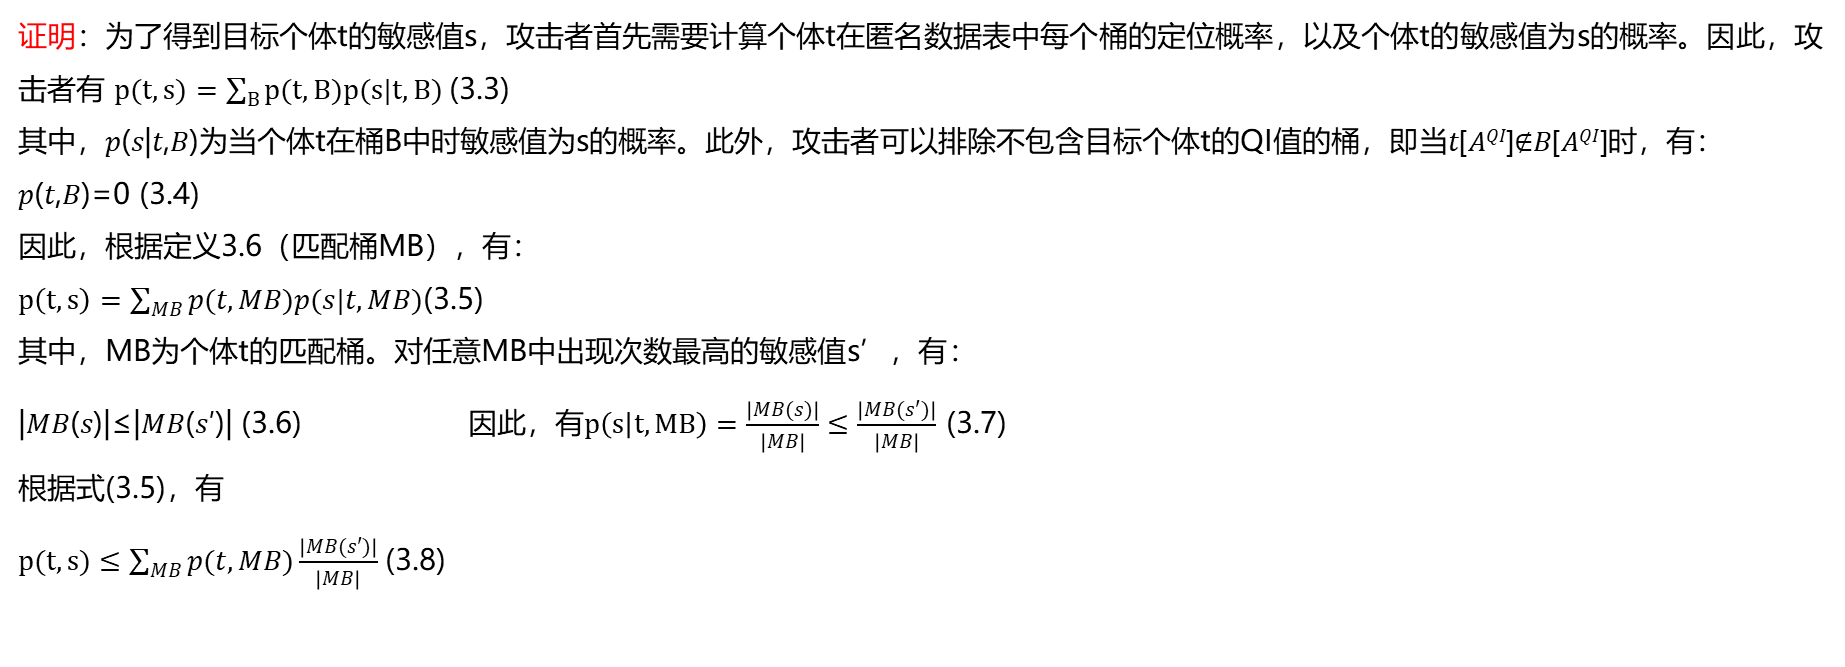 证明：为了得到目标个体t的敏感值s，攻击者首先需要计算个体t在匿名数据表中每个桶的定位概率，以及个体t的敏感值为s的概率。因此，攻
击者有 p(t, s) = ∑_B p(t, B)p(s|t, B) (3.3)
其中，p(s|t,B)为当个体t在桶B中时敏感值为s的概率。此外，攻击者可以排除不包含目标个体t的QI值的桶，即当t[A^{QI}]∉B[A^{QI}]时，有：
p(t,B)=0 (3.4)
因此，根据定义3.6（匹配桶MB），有：
p(t, s) = ∑_{MB} p(t, MB)p(s|t, MB)(3.5)
其中，MB为个体t的匹配桶。对任意MB中出现次数最高的敏感值s′，有：
|MB(s)|≤|MB(s′)| (3.6) 因此，有p(s|t, MB) = \frac{|MB(s)|}{|MB|} ≤ \frac{|MB(s′)|}{|MB|} (3.7)
根据式(3.5)，有
p(t, s) ≤ ∑_{MB} p(t, MB) \frac{|MB(s′)|}{|MB|} (3.8)